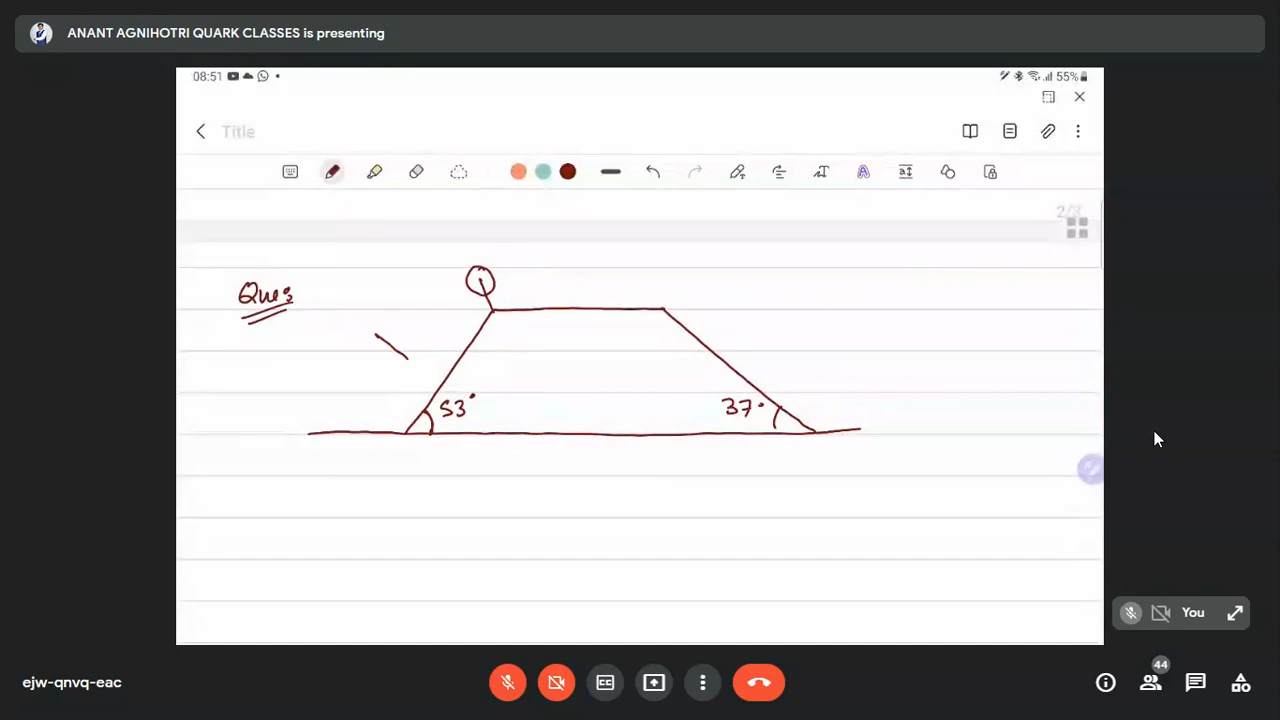 ANANT AGNIHOTRI QUARK CLASSES is presenting
08:51 55%
Title
Ques
53°
37°
You
44
ejw-qnvq-eac